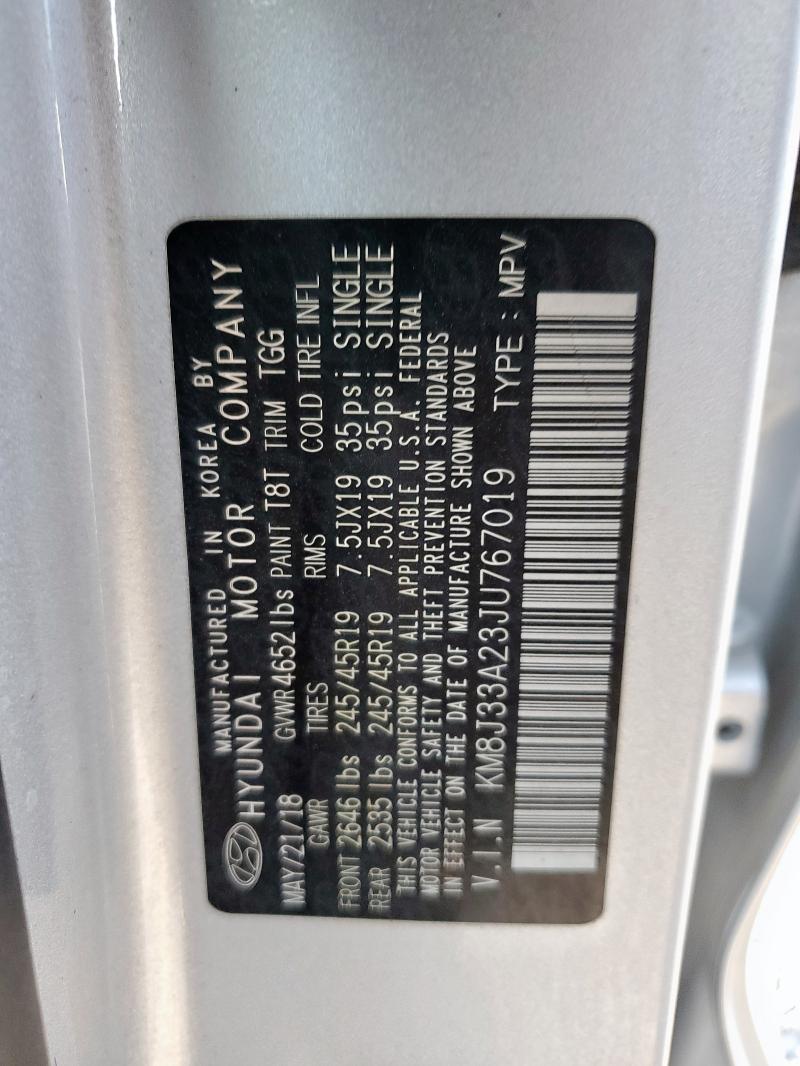 MANUFACTURED IN KOREA BY
HYUNDAI MOTOR COMPANY
MAY/21/18 GVWR 4652 lbs PAINT T8T TRIM TGG
GAWR TIRES RIMS COLD TIRE INFL
FRONT 2646 lbs 245/45R19 7.5JX19 35psi SINGLE
REAR 2535 lbs 245/45R19 7.5JX19 35psi SINGLE
THIS VEHICLE CONFORMS TO ALL APPLICABLE U.S.A. FEDERAL
MOTOR VEHICLE SAFETY AND THEFT PREVENTION STANDARDS
IN EFFECT ON THE DATE OF MANUFACTURE SHOWN ABOVE
V.I.N KM8J33A23JU767019 TYPE : MPV